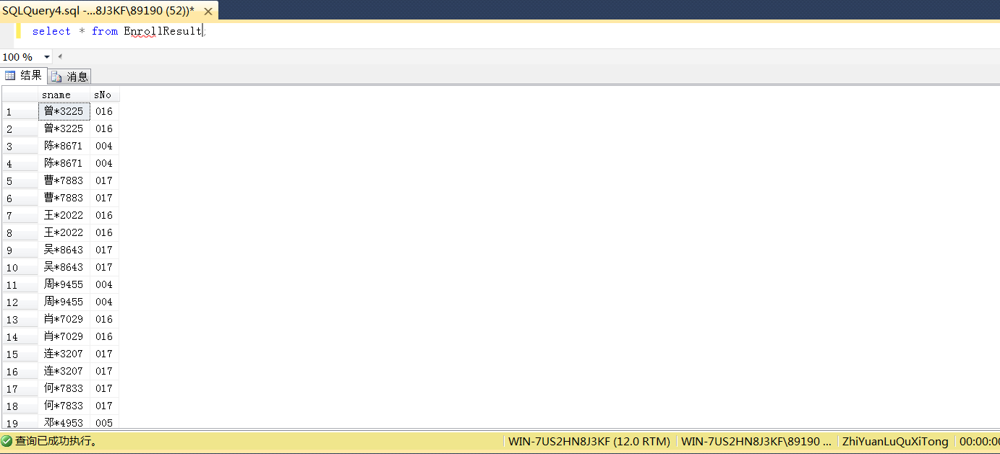 SQLQuery4.sql -...8J3KF\89190 (52))*
select * from EnrollResult;
100 %
结果 消息
sname sNo
1 曾*3225 016
2 曾*3225 016
3 陈*8671 004
4 陈*8671 004
5 曹*7883 017
6 曹*7883 017
7 王*2022 016
8 王*2022 016
9 吴*8643 017
10 吴*8643 017
11 周*9455 004
12 周*9455 004
13 肖*7029 016
14 肖*7029 016
15 连*3207 017
16 连*3207 017
17 何*7833 017
18 何*7833 017
19 邓*4953 005
查询已成功执行。 WIN-7US2HN8J3KF (12.0 RTM) WIN-7US2HN8J3KF\89190 ... ZhiYuanLuQuXiTong 00:00:0